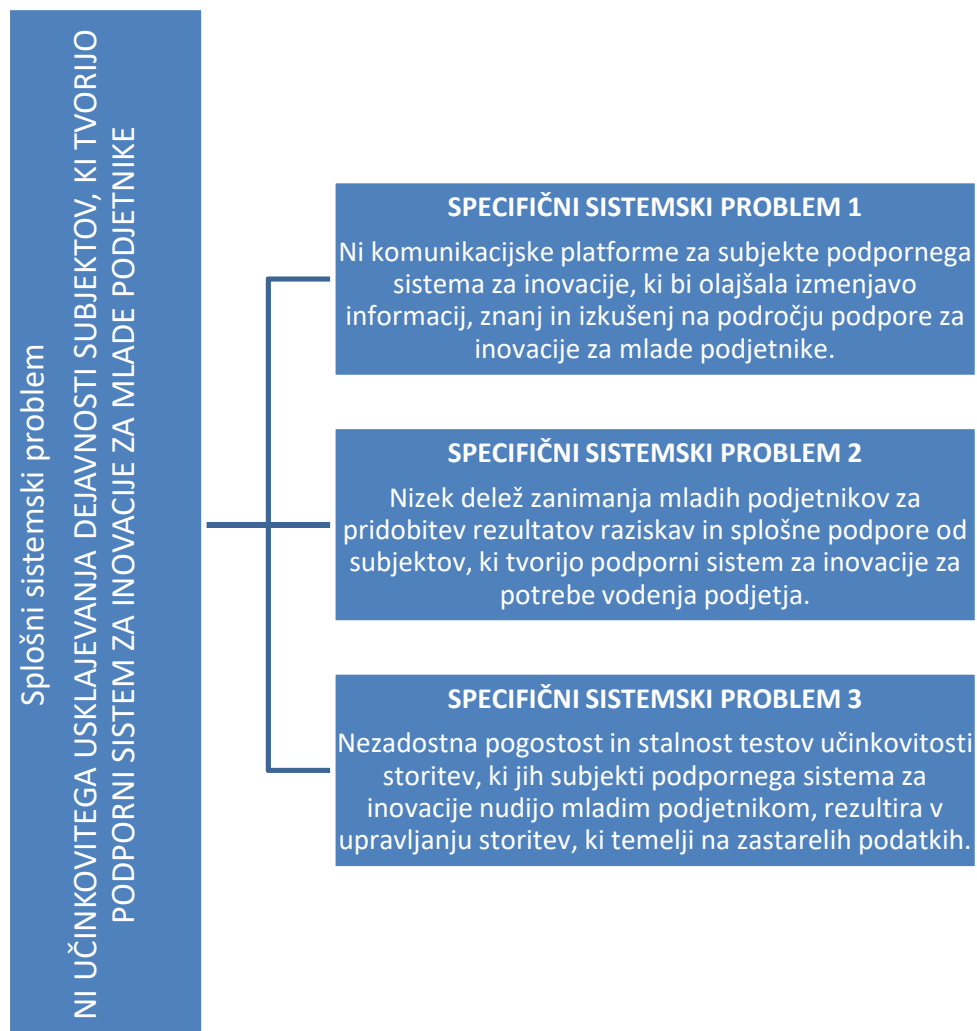 Splošni sistemski problem
NI UČINKOVITEGA USKLAJEVANJA DEJAVNOSTI SUBJEKTOV, KI TVORIJO
PODPORNI SISTEM ZA INOVACIJE ZA MLADE PODJETNIKE
SPECIFIČNI SISTEMSKI PROBLEM 1
Ni komunikacijske platforme za subjekte podpornega
sistema za inovacije, ki bi olajšala izmenjavo
informacij, znanj in izkušenj na področju podpore za
inovacije za mlade podjetnike.
SPECIFIČNI SISTEMSKI PROBLEM 2
Nizek delež zanimanja mladih podjetnikov za
pridobitev rezultatov raziskav in splošne podpore od
subjektov, ki tvorijo podporni sistem za inovacije za
potrebe vodenja podjetja.
SPECIFIČNI SISTEMSKI PROBLEM 3
Nezadostna pogostost in stalnost testov učinkovitosti
storitev, ki jih subjekti podpornega sistema za
inovacije nudijo mladim podjetnikom, rezultira v
upravljanju storitev, ki temelji na zastarelih podatkih.